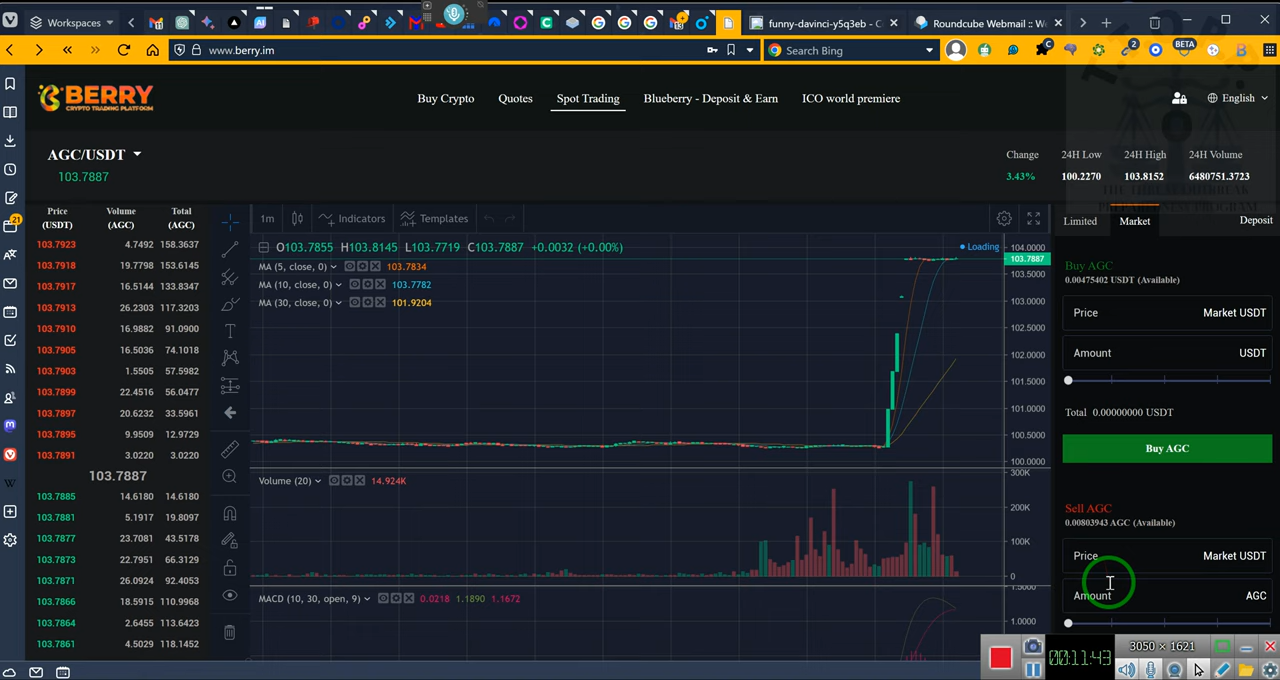 Workspaces
funny-davinci-y5q3eb - C
Roundcube Webmail :: W
www.berry.im
Search Bing
BETA
BERRY
CRYPTO TRADING PLATFORM
Buy Crypto Quotes Spot Trading Blueberry - Deposit & Earn ICO world premiere
English
AGC/USDT
103.7887
Change 24H Low 24H High 24H Volume
3.43% 100.2270 103.8152 6480751.3723
Price Volume Total
(USDT) (AGC) (AGC)
103.7923 4.7492 158.3637
103.7918 19.7798 153.6145
103.7917 16.5144 133.8347
103.7913 26.2303 117.3203
103.7910 16.9882 91.0900
103.7905 16.5036 74.1018
103.7903 1.5505 57.5982
103.7899 22.4516 56.0477
103.7897 20.6232 33.5961
103.7895 9.9509 12.9729
103.7891 3.0220 3.0220
103.7887
103.7885 14.6180 14.6180
103.7881 5.1917 19.8097
103.7877 23.7081 43.5178
103.7873 22.7951 66.3129
103.7871 26.0924 92.4053
103.7866 18.5915 110.9968
103.7864 2.6455 113.6423
103.7861 4.5029 118.1452
1m Indicators Templates
O103.7855 H103.8145 L103.7719 C103.7887 +0.0032 (+0.00%)
Loading
MA (5, close, 0) 103.7834
MA (10, close, 0) 103.7782
MA (30, close, 0) 101.9204
104.0000
103.7887
103.5000
103.0000
102.5000
102.0000
101.5000
101.0000
100.5000
100.0000
Volume (20) 14.924K
300K
200K
100K
0
MACD (10, 30, open, 9) 0.0218 1.1890 1.1672
1.5000
1.0000
Limited Market Deposit
Buy AGC
0.00475402 USDT (Available)
Price Market USDT
Amount USDT
Total 0.00000000 USDT
Buy AGC
Sell AGC
0.00803943 AGC (Available)
Price Market USDT
Amount AGC
3050 × 1621
00:11:43